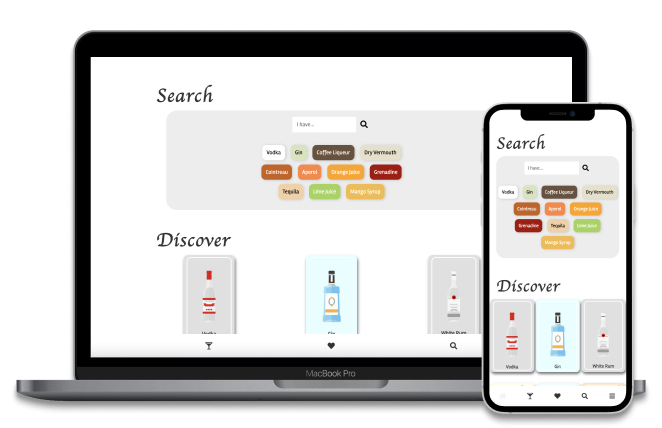 Search
I have...
Vodka Gin Coffee Liqueur Dry Vermouth
Cointreau Aperol Orange Juice Grenadine
Tequila Lime Juice Mango Syrup
Discover
Vodka Gin White Rum
MacBook Pro
Search
I have...
Vodka Gin Coffee Liqueur Dry Vermouth
Cointreau Aperol Orange Juice
Grenadine Tequila Lime Juice
Mango Syrup
Discover
Vodka Gin White Rum